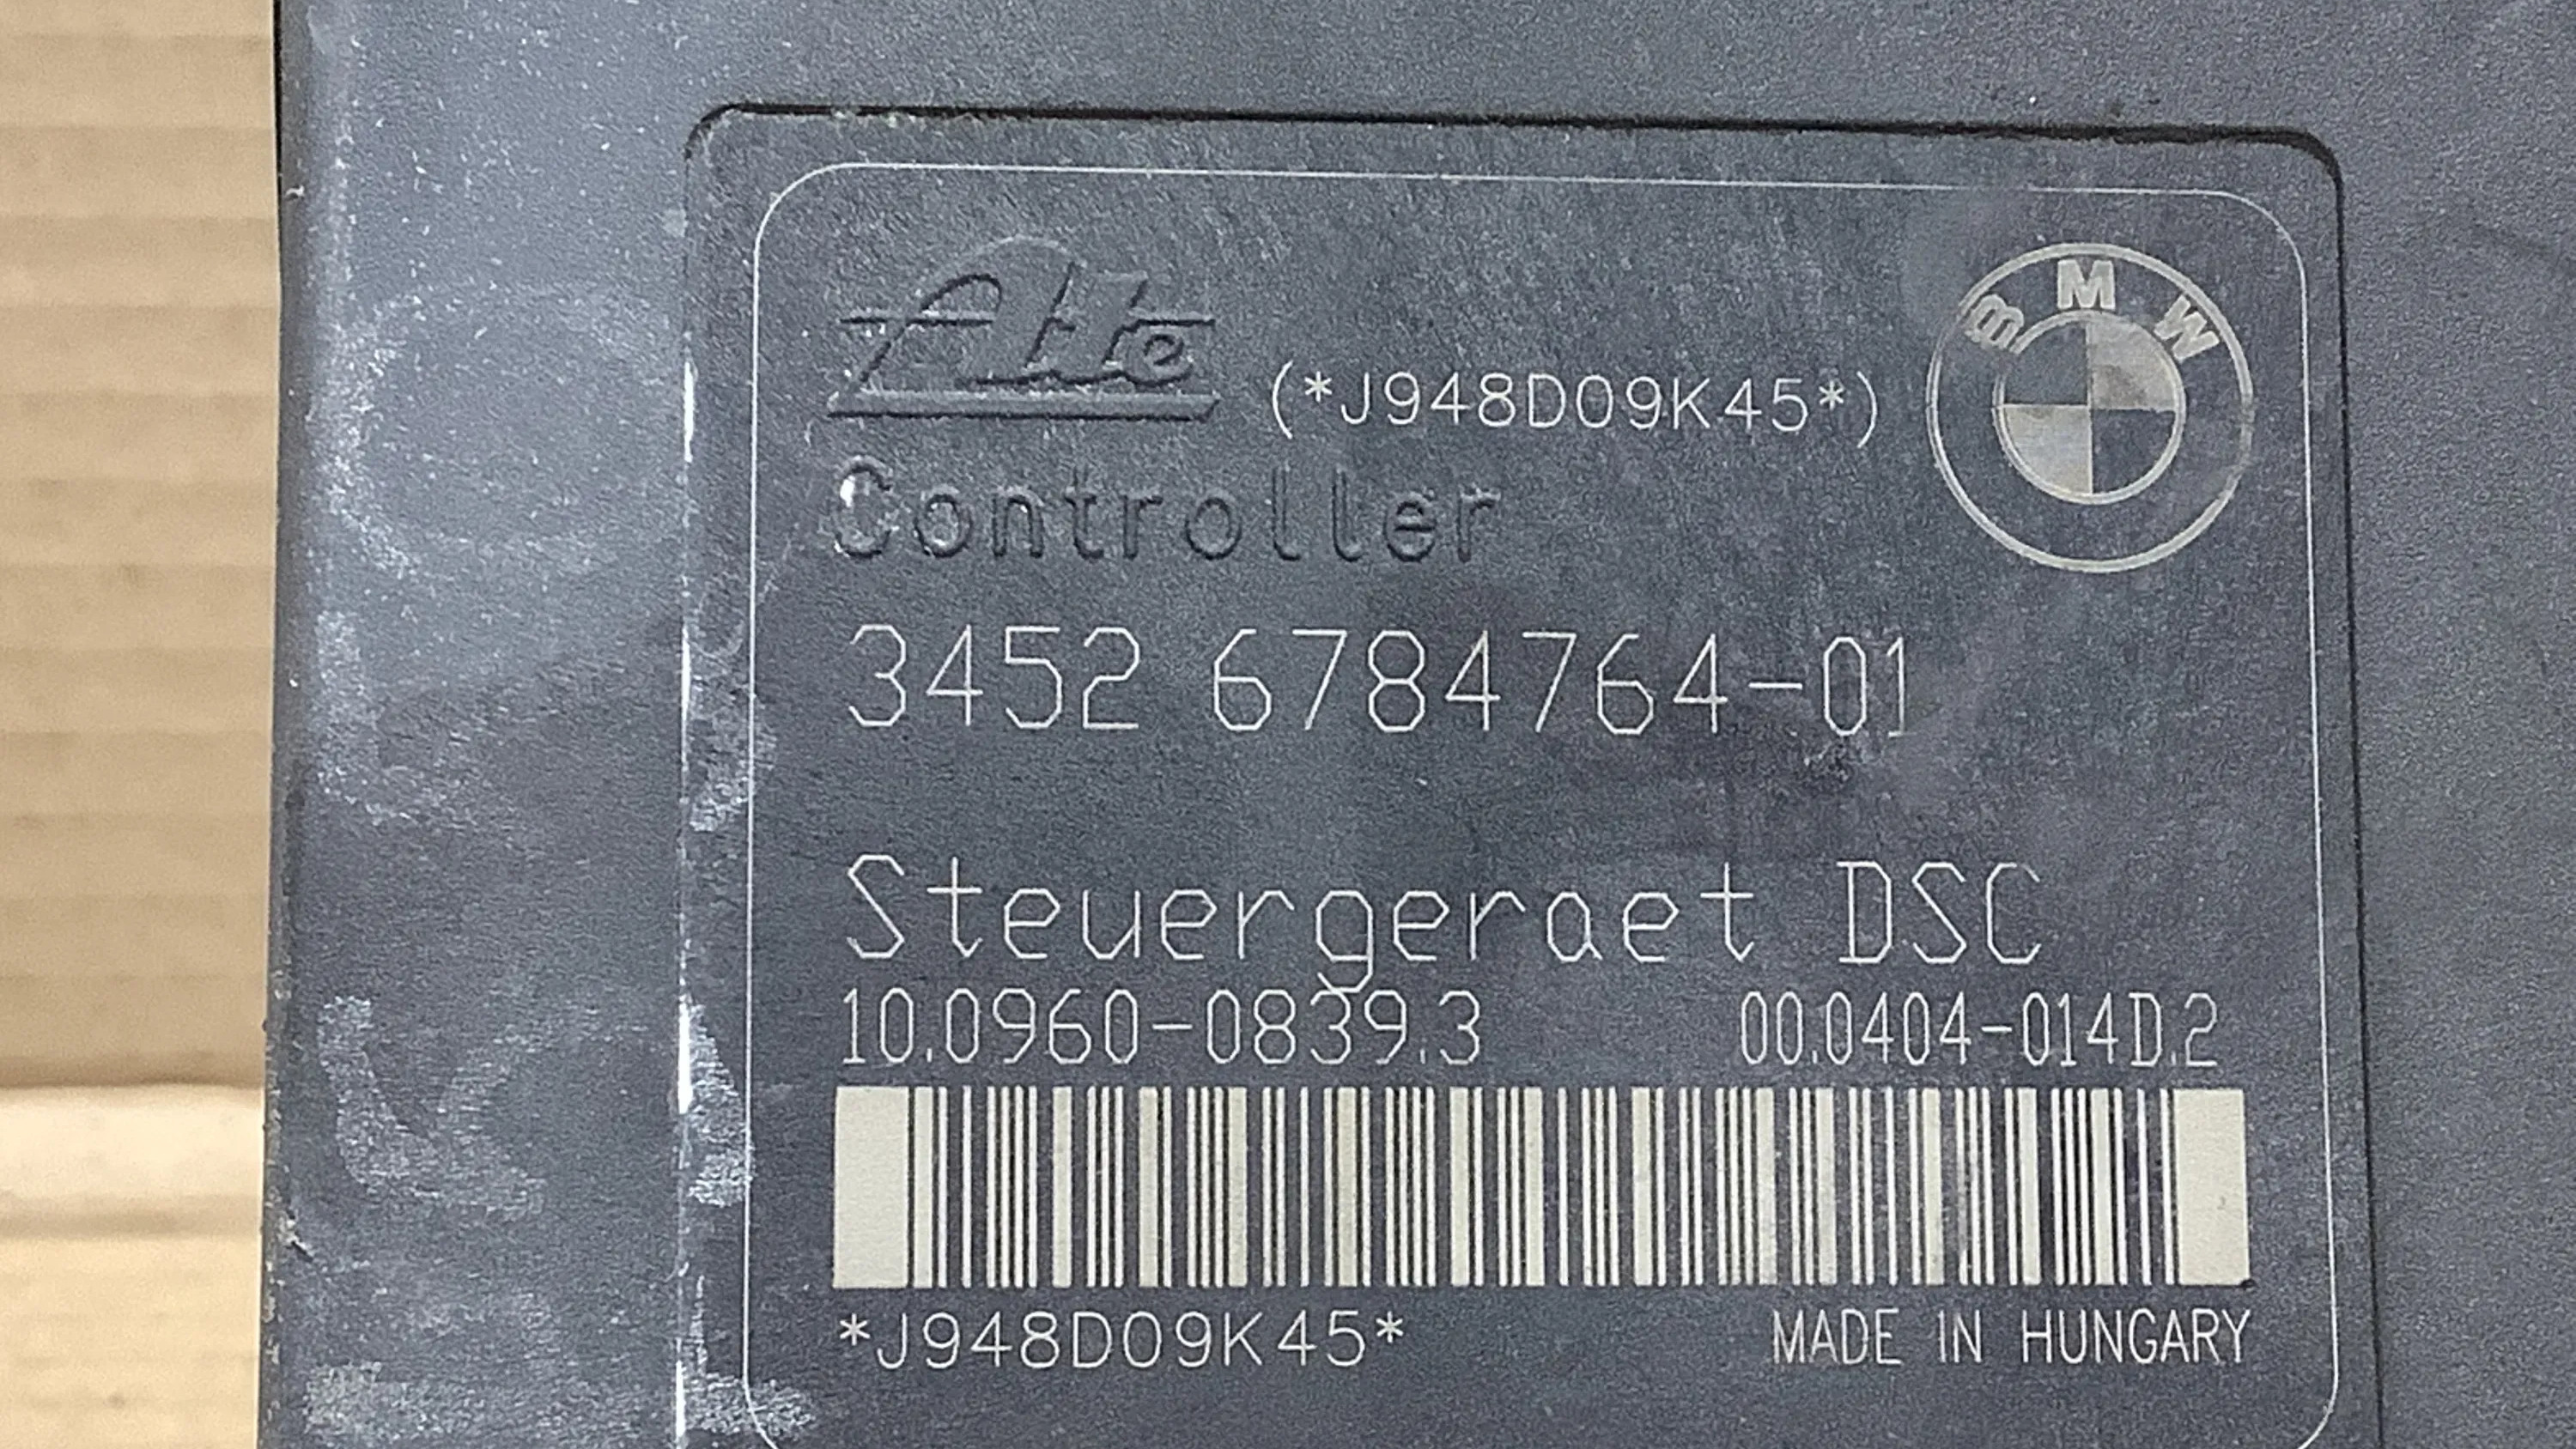 Ate
(*J948D09K45*)
BMW
Controller
3452 6784764-01
Steuergeraet DSC
10.0960-0839.3 00.0404-014D.2
*J948D09K45* MADE IN HUNGARY